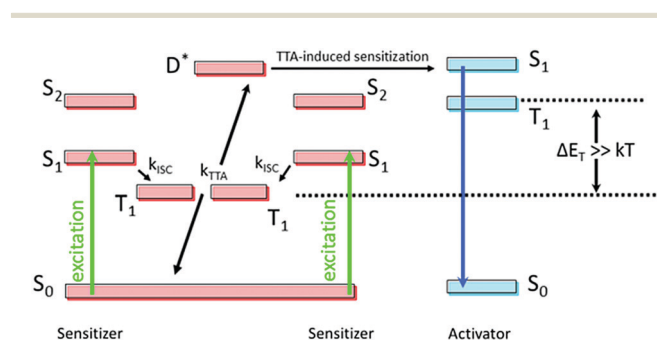 D*
TTA-induced sensitization
S1
S2
S2
T1
S1
kISC
kTTA
kISC
S1
ΔET >> kT
T1
T1
excitation
excitation
S0
S0
Sensitizer
Sensitizer
Activator